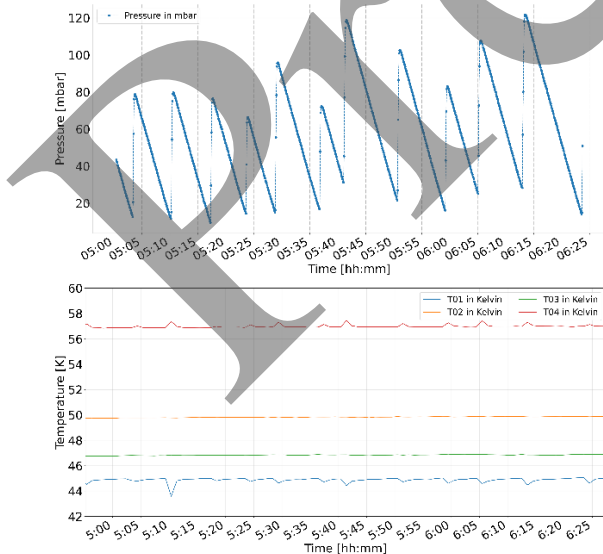 Pressure in mbar
120
100
80
60
40
20
Pressure [mbar]
05:00 05:05 05:10 05:15 05:20 05:25 05:30 05:35 05:40 05:45 05:50 05:55 06:00 06:05 06:10 06:15 06:20 06:25
Time [hh:mm]
60
58
56
54
52
50
48
46
44
42
Temperature [K]
T01 in Kelvin T03 in Kelvin
T02 in Kelvin T04 in Kelvin
5:00 5:05 5:10 5:15 5:20 5:25 5:30 5:35 5:40 5:45 5:50 5:55 6:00 6:05 6:10 6:15 6:20 6:25
Time [hh:mm]